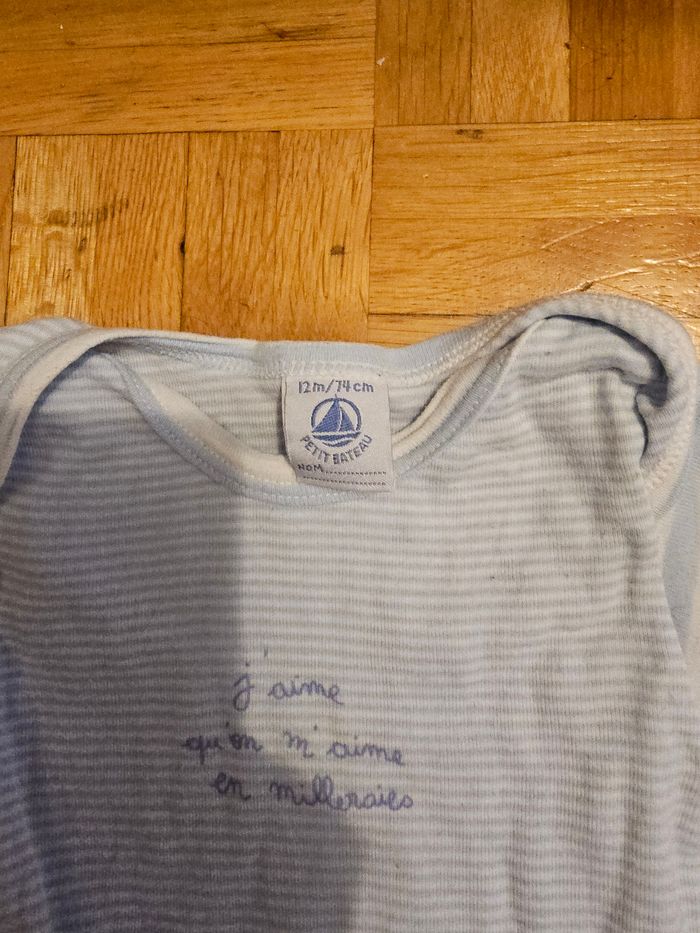 12m/74cm
PETIT BATEAU
NOM
j'aime
qu'on m'aime
en milleraies